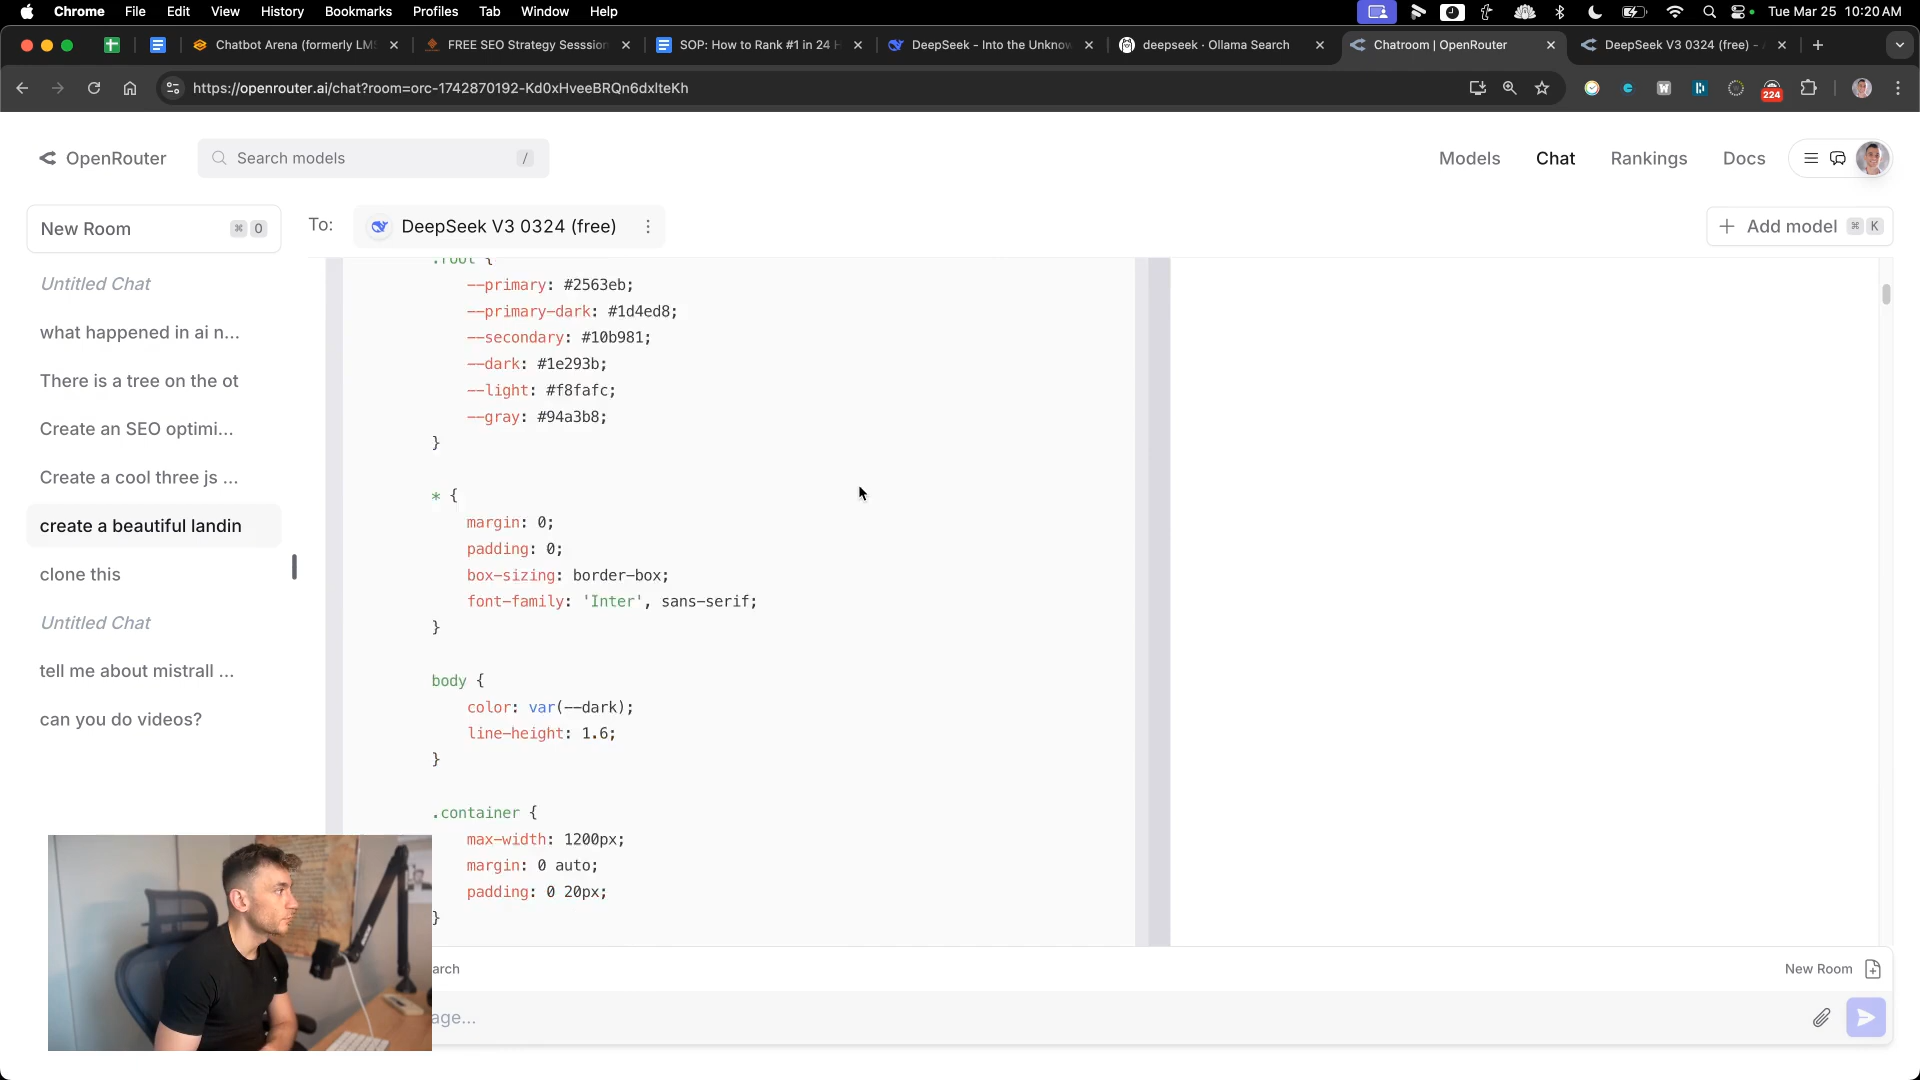 Chrome File Edit View History Bookmarks Profiles Tab Window Help
Tue Mar 25 10:20 AM
Chatbot Arena (formerly LM
FREE SEO Strategy Sesssion
SOP: How to Rank #1 in 24 H
DeepSeek - Into the Unknow
deepseek · Ollama Search
Chatroom | OpenRouter
DeepSeek V3 0324 (free) -
https://openrouter.ai/chat?room=orc-1742870192-Kd0xHveeBRQn6dxlteKh
224
OpenRouter
Search models /
Models Chat Rankings Docs
New Room ⌘ 0
To: DeepSeek V3 0324 (free)
+ Add model ⌘ K
Untitled Chat
what happened in ai n...
There is a tree on the ot
Create an SEO optimi...
Create a cool three js ...
create a beautiful landin
clone this
Untitled Chat
tell me about mistrall ...
can you do videos?
:root {
--primary: #2563eb;
--primary-dark: #1d4ed8;
--secondary: #10b981;
--dark: #1e293b;
--light: #f8fafc;
--gray: #94a3b8;
}
* {
margin: 0;
padding: 0;
box-sizing: border-box;
font-family: 'Inter', sans-serif;
}
body {
color: var(--dark);
line-height: 1.6;
}
.container {
max-width: 1200px;
margin: 0 auto;
padding: 0 20px;
}
arch
New Room
age...